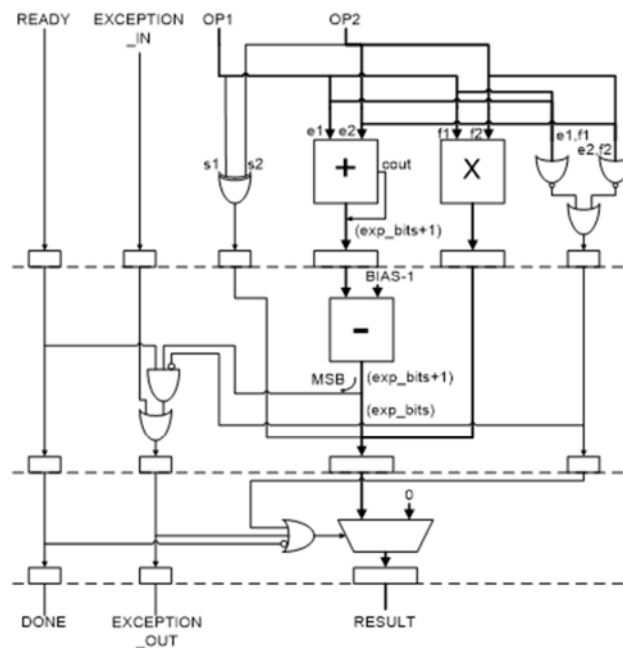 READY
EXCEPTION
_IN
OP1
OP2
s1
s2
e1
e2
f1
f2
e1,f1
e2,f2
+
cout
X
(exp_bits+1)
BIAS-1
-
MSB
(exp_bits+1)
(exp_bits)
0
DONE
EXCEPTION
_OUT
RESULT